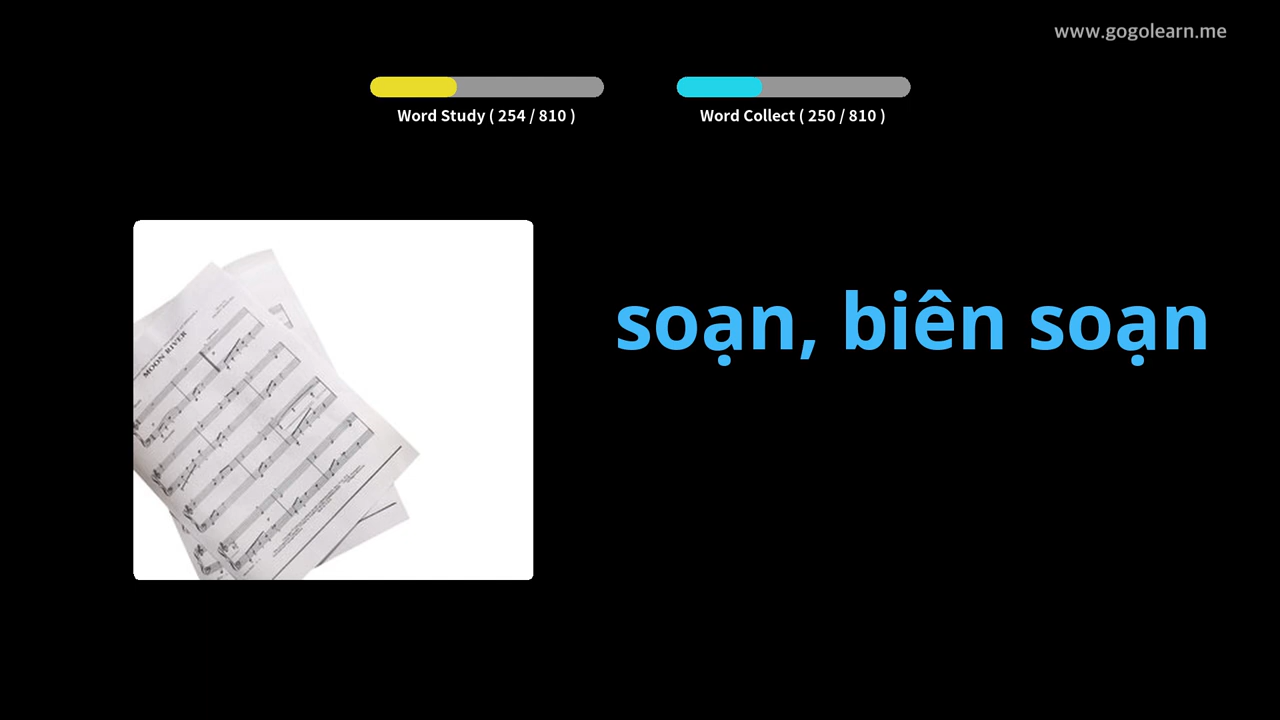 www.gogolearn.me
Word Study ( 254 / 810 )
Word Collect ( 250 / 810 )
MOON RIVER
soạn, biên soạn